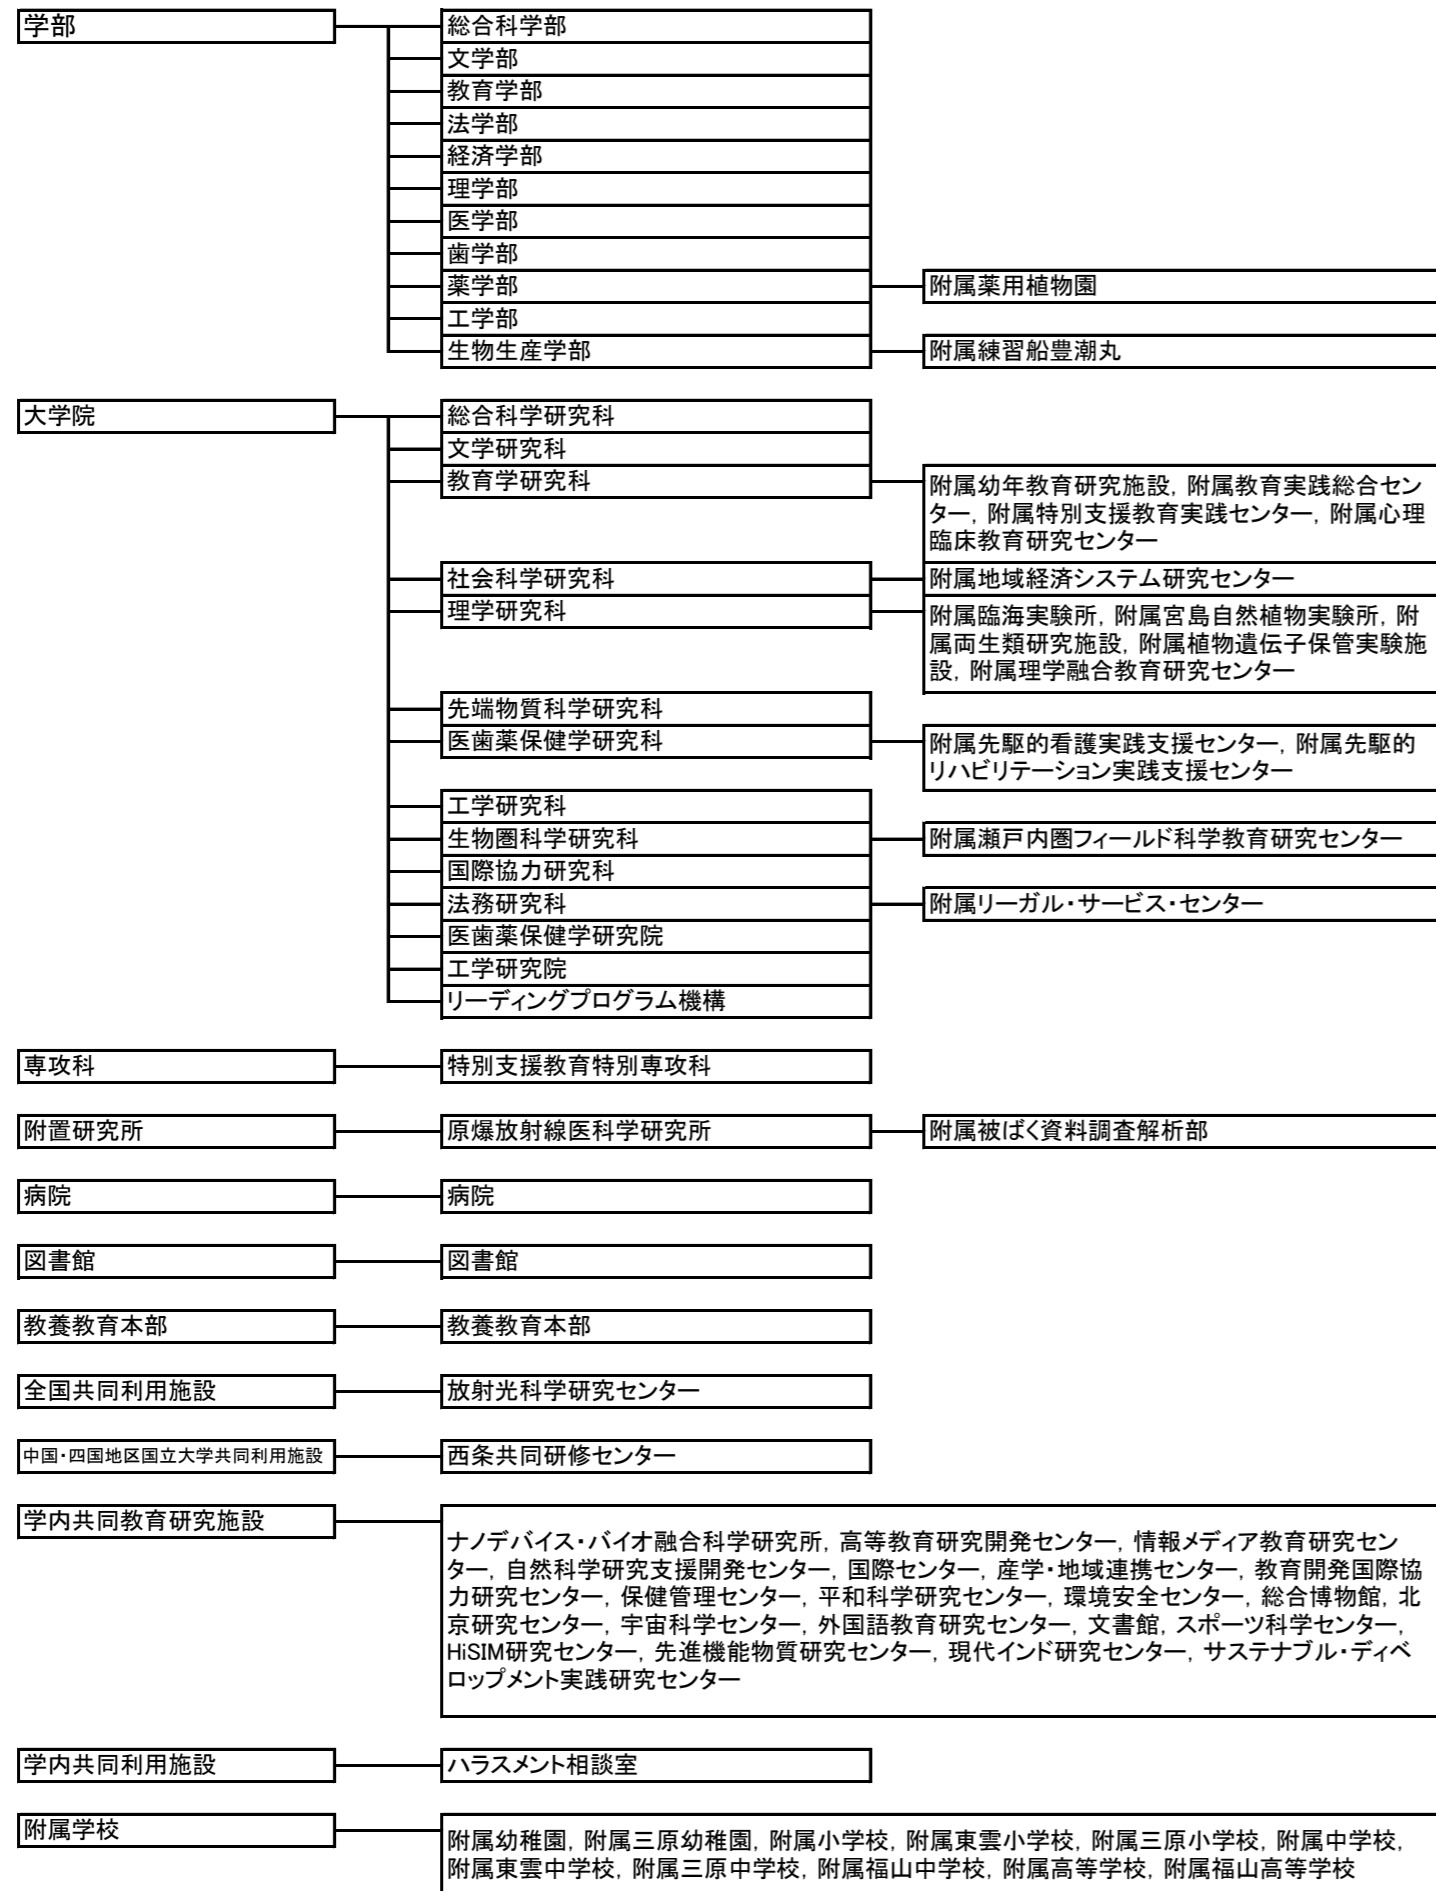 学部
総合科学部
文学部
教育学部
法学部
経済学部
理学部
医学部
歯学部
薬学部
附属薬用植物園
工学部
生物生産学部
附属練習船豊潮丸
大学院
総合科学研究科
文学研究科
教育学研究科
附属幼年教育研究施設, 附属教育実践総合セン
ター, 附属特別支援教育実践センター, 附属心理
臨床教育研究センター
社会科学研究科
附属地域経済システム研究センター
理学研究科
附属臨海実験所, 附属宮島自然植物実験所, 附
属両生類研究施設, 附属植物遺伝子保管実験施
設, 附属理学融合教育研究センター
先端物質科学研究科
医歯薬保健学研究科
附属先駆的看護実践支援センター, 附属先駆的
リハビリテーション実践支援センター
工学研究科
生物圏科学研究科
附属瀬戸内圏フィールド科学教育研究センター
国際協力研究科
法務研究科
附属リーガル・サービス・センター
医歯薬保健学研究院
工学研究院
リーディングプログラム機構
専攻科
特別支援教育特別専攻科
附置研究所
原爆放射線医科学研究所
附属被ばく資料調査解析部
病院
病院
図書館
図書館
教養教育本部
教養教育本部
全国共同利用施設
放射光科学研究センター
中国・四国地区国立大学共同利用施設
西条共同研修センター
学内共同教育研究施設
ナノデバイス・バイオ融合科学研究所, 高等教育研究開発センター, 情報メディア教育研究セン
ター, 自然科学研究支援開発センター, 国際センター, 産学・地域連携センター, 教育開発国際協
力研究センター, 保健管理センター, 平和科学研究センター, 環境安全センター, 総合博物館, 北
京研究センター, 宇宙科学センター, 外国語教育研究センター, 文書館, スポーツ科学センター,
HiSIM研究センター, 先進機能物質研究センター, 現代インド研究センター, サステナブル・ディベ
ロップメント実践研究センター
学内共同利用施設
ハラスメント相談室
附属学校
附属幼稚園, 附属三原幼稚園, 附属小学校, 附属東雲小学校, 附属三原小学校, 附属中学校,
附属東雲中学校, 附属三原中学校, 附属福山中学校, 附属高等学校, 附属福山高等学校